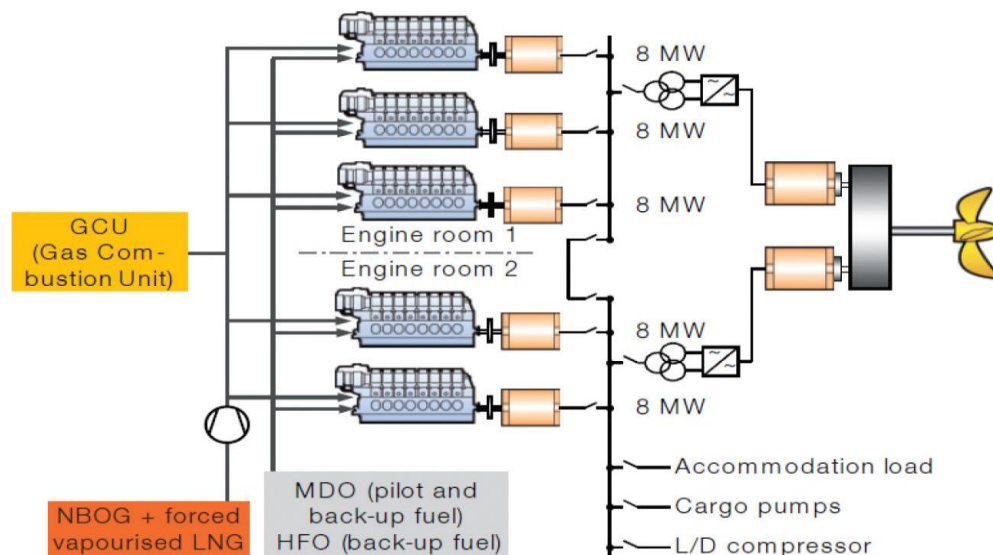 8 MW
8 MW
8 MW
GCU
(Gas Com-
bustion Unit)
Engine room 1
Engine room 2
8 MW
8 MW
NBOG + forced
vapourised LNG
MDO (pilot and
back-up fuel)
HFO (back-up fuel)
Accommodation load
Cargo pumps
L/D compressor